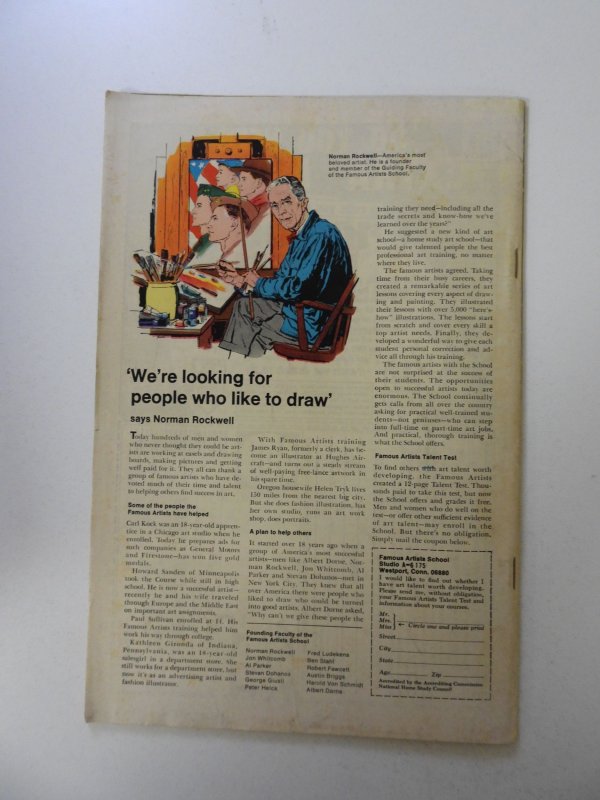 Norman Rockwell—America's most
beloved artist. He is a founder
and member of the Guiding Faculty
of the Famous Artists School.
'We're looking for
people who like to draw'
says Norman Rockwell
Today hundreds of men and women
who never thought they could be art-
ists are working at easels and drawing
boards, making pictures and getting
well paid for it. They all can thank a
group of famous artists who have de-
voted much of their time and talent
to helping others find success in art.
Some of the people the
Famous Artists have helped
Carl Kock was an 18-year-old appren-
tice in a Chicago art studio when he
enrolled. Today he prepares ads for
such companies as General Motors
and Firestone—has won five gold
medals.
Howard Sanden of Minneapolis
took the Course while still in high
school. He is now a successful artist—
recently he and his wife traveled
through Europe and the Middle East
on important art assignments.
Paul Sullivan enrolled at 11. His
Famous Artists training helped him
work his way through college.
Kathleen Gironda of Indiana,
Pennsylvania, was an 18-year-old
salesgirl in a department store. She
still works for a department store, but
now it's as an advertising artist and
fashion illustrator.
With Famous Artists training
James Ryan, formerly a clerk, has be-
come an illustrator at Hughes Air-
craft—and turns out a steady stream
of well-paying free-lance artwork in
his spare time.
Oregon housewife Helen Tryk lives
150 miles from the nearest big city.
But she does fashion illustration, has
her own studio, runs an art work
shop, does portraits.
A plan to help others
It started over 18 years ago when a
group of America's most successful
artists—men like Albert Dorne, Nor-
man Rockwell, Jon Whitcomb, Al
Parker and Stevan Dohanos—met in
New York City. They knew that all
over America there were people who
liked to draw who could be turned
into good artists. Albert Dorne asked,
"Why can't we give these people the
Founding Faculty of the
Famous Artists School
Norman Rockwell
Jon Whitcomb
Al Parker
Stevan Dohanos
George Giusti
Peter Helck
Fred Ludekens
Ben Stahl
Robert Fawcett
Austin Briggs
Harold Von Schmidt
Albert Dorne
training they need—including all the
trade secrets and know-how we've
learned over the years?"
He suggested a new kind of art
school—a home study art school—that
would give talented people the best
professional art training, no matter
where they live.
The famous artists agreed. Taking
time from their busy careers, they
created a remarkable series of art
lessons covering every aspect of draw-
ing and painting. They illustrated
their lessons with over 5,000 "here's-
how" illustrations. The lessons start
from scratch and cover every skill a
top artist needs. Finally, they de-
veloped a wonderful way to give each
student personal correction and ad-
vice all through his training.
The famous artists with the School
are not surprised at the success of
their students. The opportunities
open to successful artists today are
enormous. The School continually
gets calls from all over the country
asking for practical well-trained stu-
dents—not geniuses—who can step
into full-time or part-time art jobs.
And practical, thorough training is
what the School offers.
Famous Artists Talent Test
To find others with art talent worth
developing, the Famous Artists
created a 12-page Talent Test. Thou-
sands paid to take this test, but now
the School offers and grades it free.
Men and women who do well on the
test—or offer other sufficient evidence
of art talent—may enroll in the
School. But there's no obligation.
Simply mail the coupon below.
Famous Artists School
Studio 175
Westport, Conn. 06880
I would like to find out whether I
have art talent worth developing.
Please send me, without obligation,
your Famous Artists Talent Test and
information about your courses.
Mr.
Mrs.
Miss
Circle one and please print
Street
City
State
Age Zip
Accredited by the Accrediting Commission
National Home Study Council